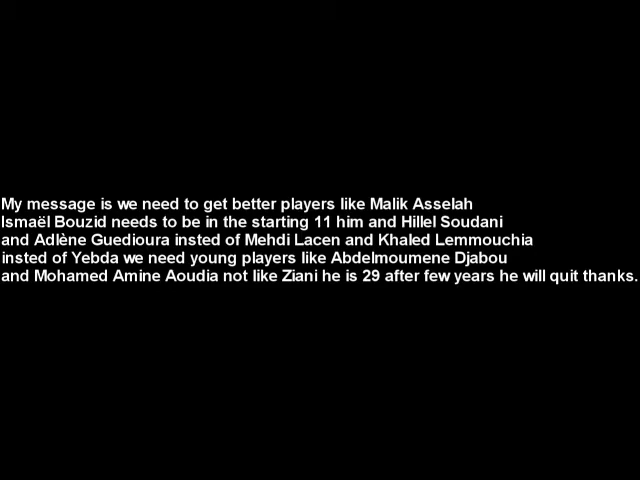 My message is we need to get better players like Malik Asselah
Ismaël Bouzid needs to be in the starting 11 him and Hillel Soudani
and Adlène Guedioura insted of Mehdi Lacen and Khaled Lemmouchia
insted of Yebda we need young players like Abdelmoumene Djabou
and Mohamed Amine Aoudia not like Ziani he is 29 after few years he will quit thanks.